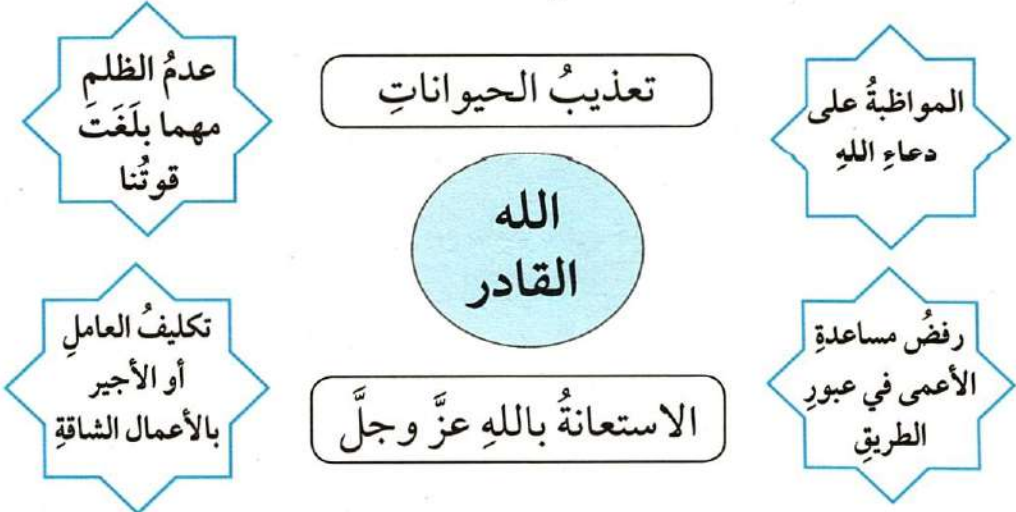 المواظبةُ على
دعاءِ اللهِ
تعذيبُ الحيواناتِ
عدمُ الظلمِ
مهما بلَغَتَ
قوتُنا
الله
القادر
رفضُ مساعدةِ
الأعمى في عبورِ
الطريقِ
الاستعانةُ باللهِ عزَّ وجلَّ
تكليفُ العاملِ
أو الأجير
بالأعمال الشاقةِ